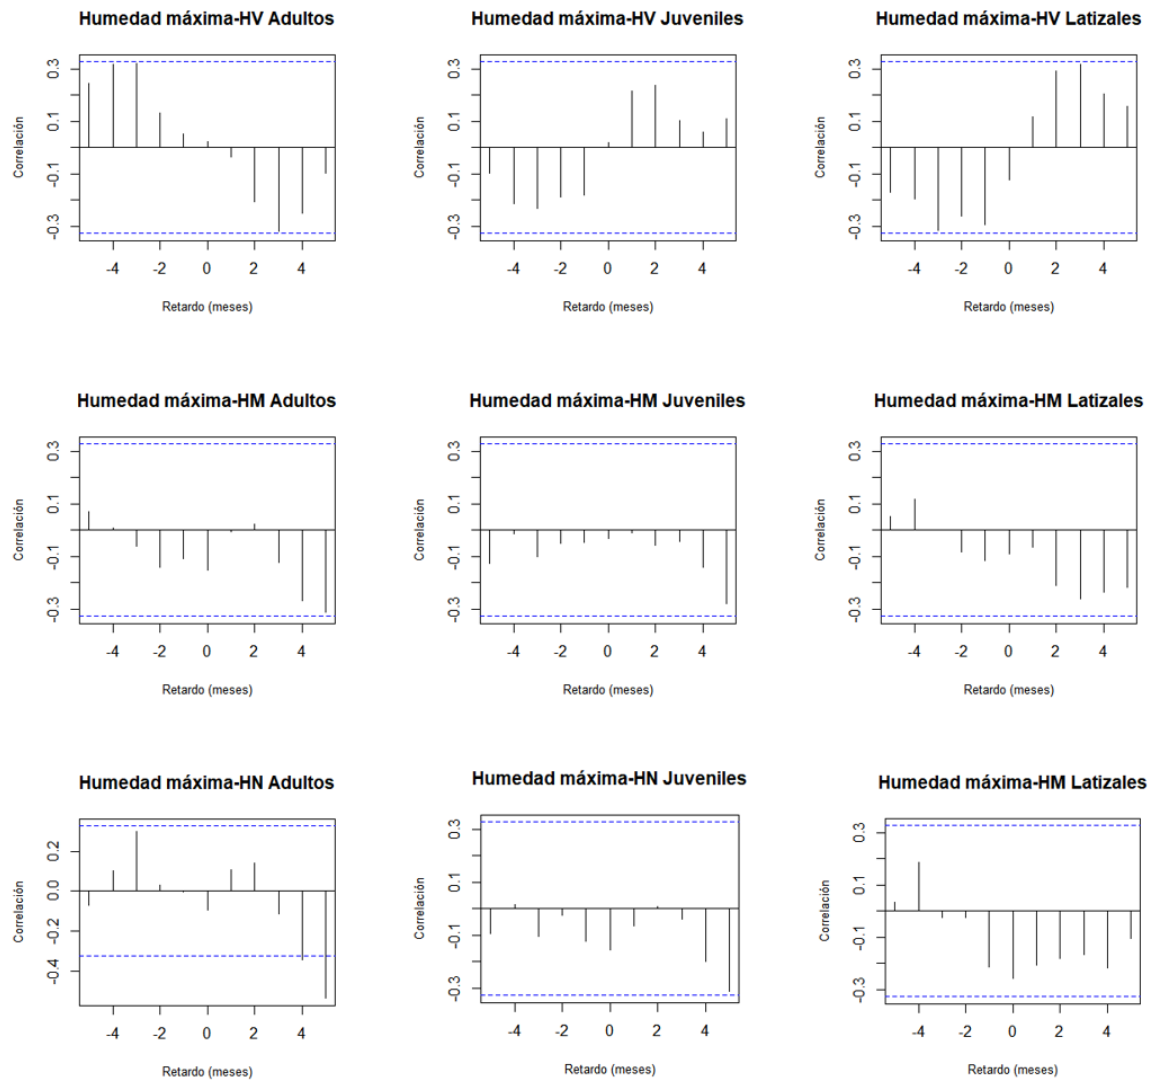 Humedad máxima-HV Adultos
Correlación
0.3
0.1
-0.1
-0.3
-4 -2 0 2 4
Retardo (meses)
Humedad máxima-HV Juveniles
Correlación
0.3
0.1
-0.1
-0.3
-4 -2 0 2 4
Retardo (meses)
Humedad máxima-HV Latizales
Correlación
0.3
0.1
-0.1
-0.3
-4 -2 0 2 4
Retardo (meses)
Humedad máxima-HM Adultos
Correlación
0.3
0.1
-0.1
-0.3
-4 -2 0 2 4
Retardo (meses)
Humedad máxima-HM Juveniles
Correlación
0.3
0.1
-0.1
-0.3
-4 -2 0 2 4
Retardo (meses)
Humedad máxima-HM Latizales
Correlación
0.3
0.1
-0.1
-0.3
-4 -2 0 2 4
Retardo (meses)
Humedad máxima-HN Adultos
Correlación
0.2
0.0
-0.2
-0.4
-4 -2 0 2 4
Retardo (meses)
Humedad máxima-HN Juveniles
Correlación
0.3
0.1
-0.1
-0.3
-4 -2 0 2 4
Retardo (meses)
Humedad máxima-HM Latizales
Correlación
0.3
0.1
-0.1
-0.3
-4 -2 0 2 4
Retardo (meses)